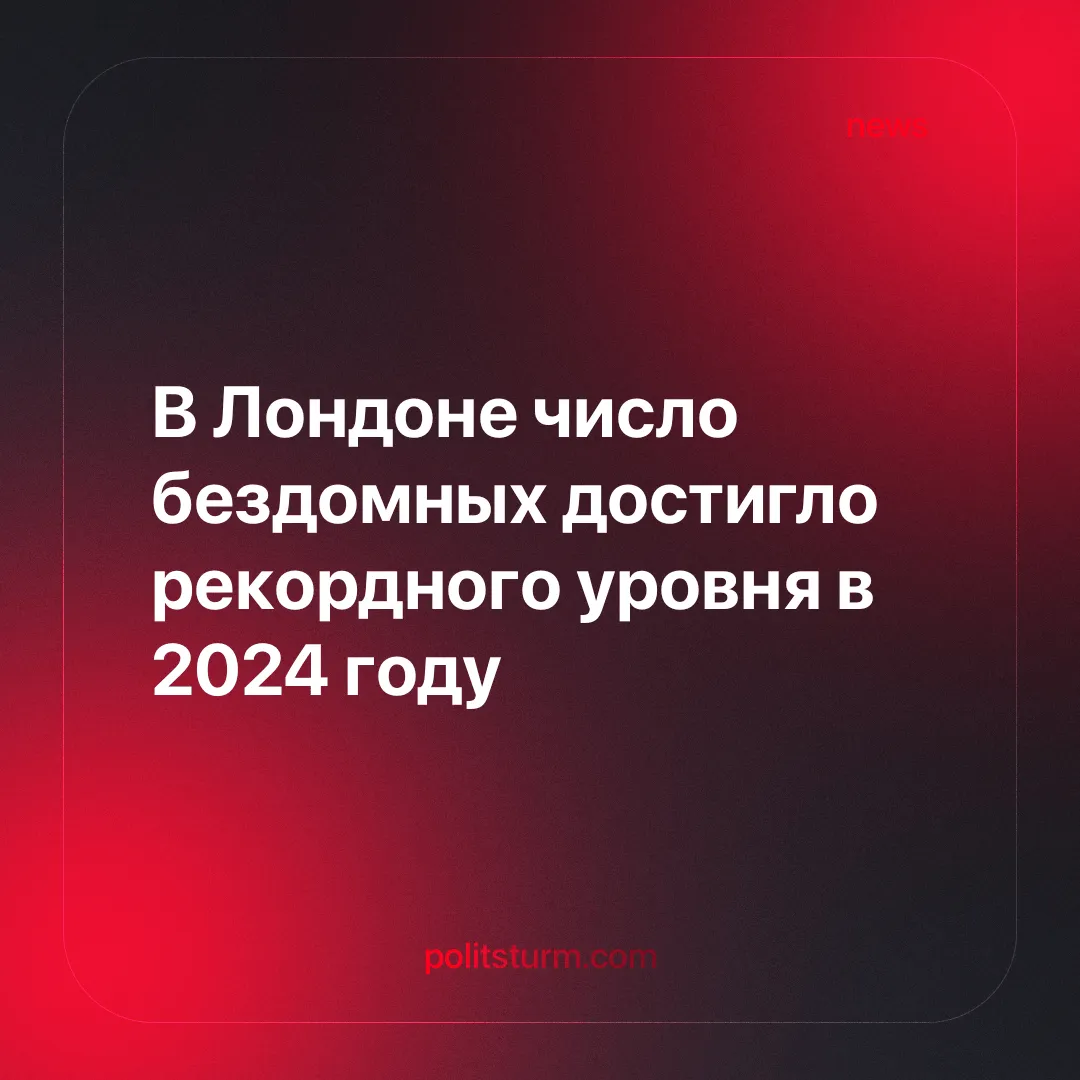 news
В Лондоне число
бездомных достигло
рекордного уровня в
2024 году
politsturm.com